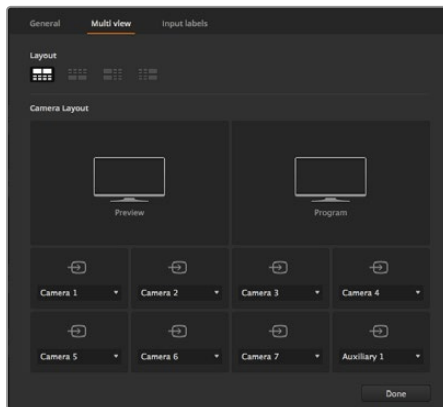 General Multi view Input labels
Layout
Camera Layout
Preview Program
Camera 1 Camera 2 Camera 3 Camera 4
Camera 5 Camera 6 Camera 7 Auxiliary 1
Done